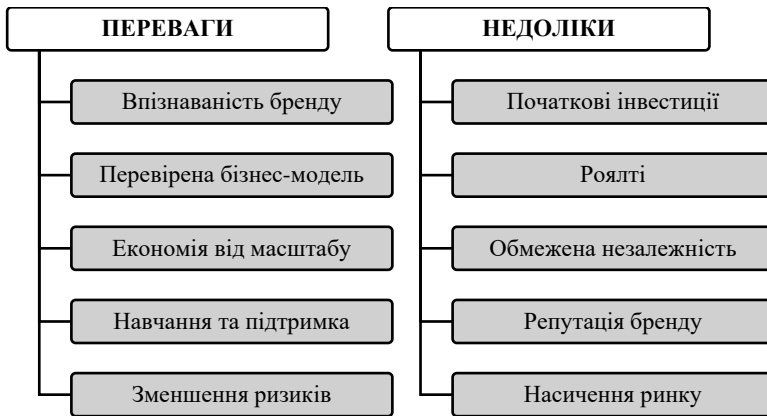 ПЕРЕВАГИ
Впізнаваність бренду
Перевірена бізнес-модель
Економія від масштабу
Навчання та підтримка
Зменшення ризиків
НЕДОЛІКИ
Початкові інвестиції
Роялті
Обмежена незалежність
Репутація бренду
Насичення ринку